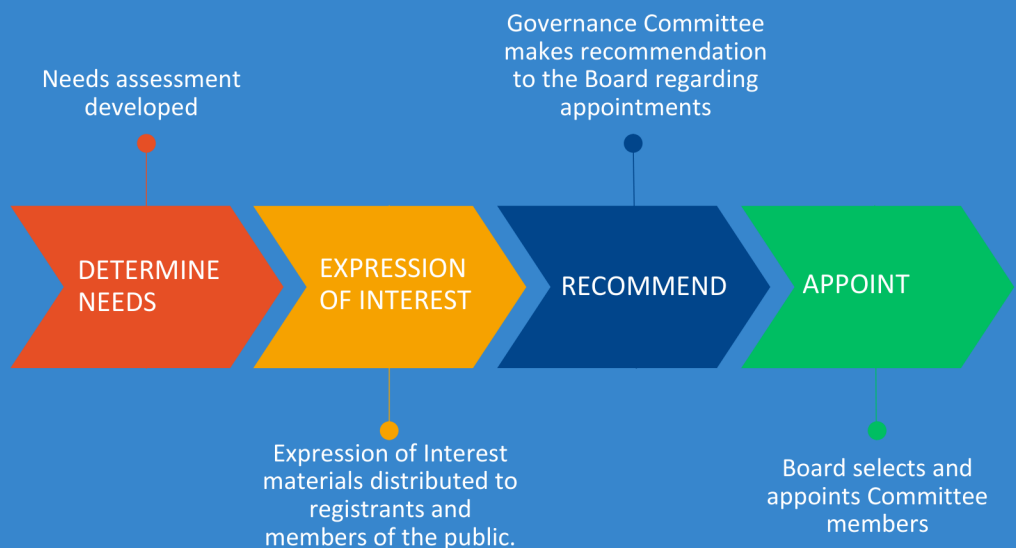 Needs assessment
developed
Governance Committee
makes recommendation
to the Board regarding
appointments
DETERMINE
NEEDS
EXPRESSION
OF INTEREST
RECOMMEND
APPOINT
Expression of Interest
materials distributed to
registrants and
members of the public.
Board selects and
appoints Committee
members